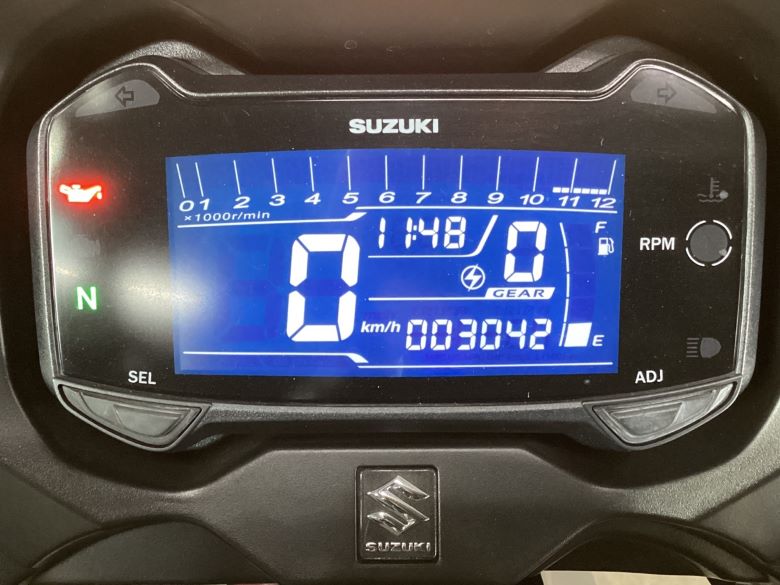 SUZUKI
0 1 2 3 4 5 6 7 8 9 10 11 12
×1000r/min
11:48
0
F
RPM
N
0
GEAR
km/h
003042
E
SEL
ADJ
SUZUKI